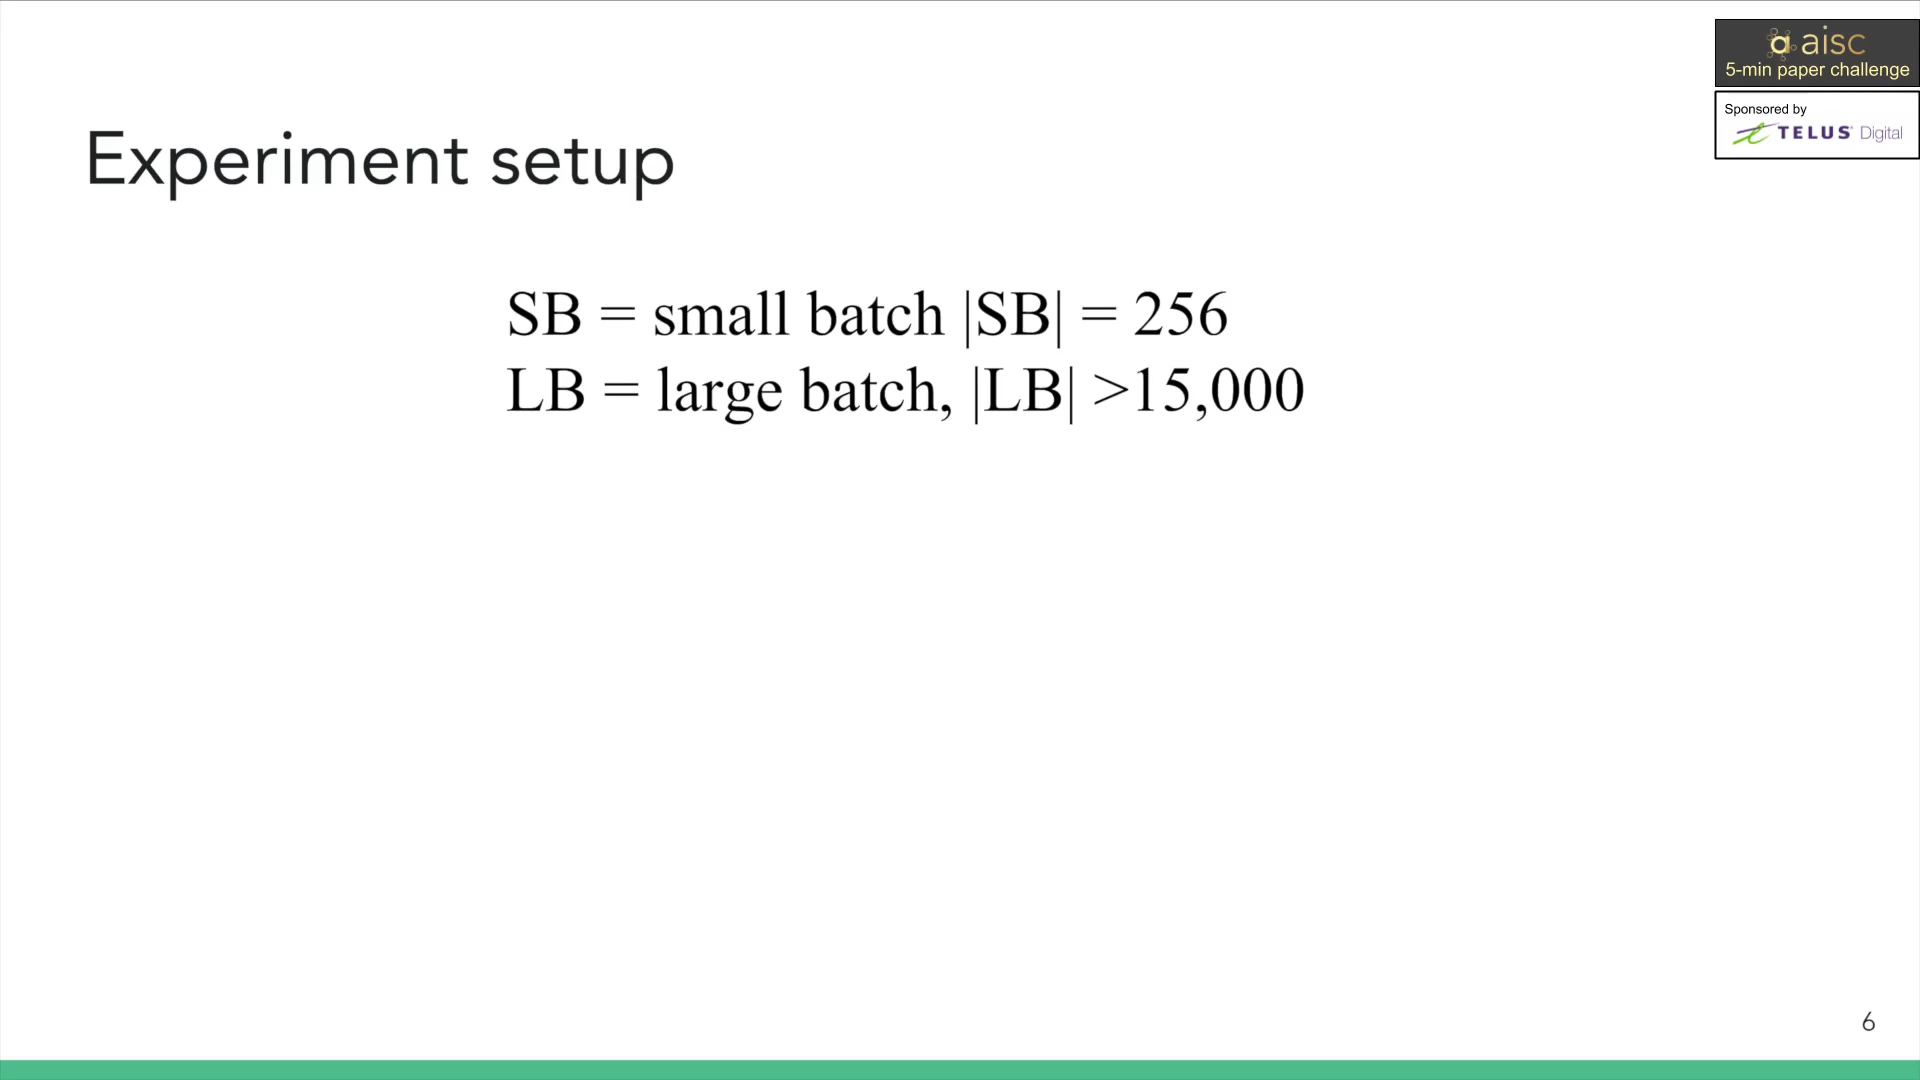 aisc
5-min paper challenge
Sponsored by
TELUS Digital
Experiment setup
SB = small batch |SB| = 256
LB = large batch, |LB| >15,000
6